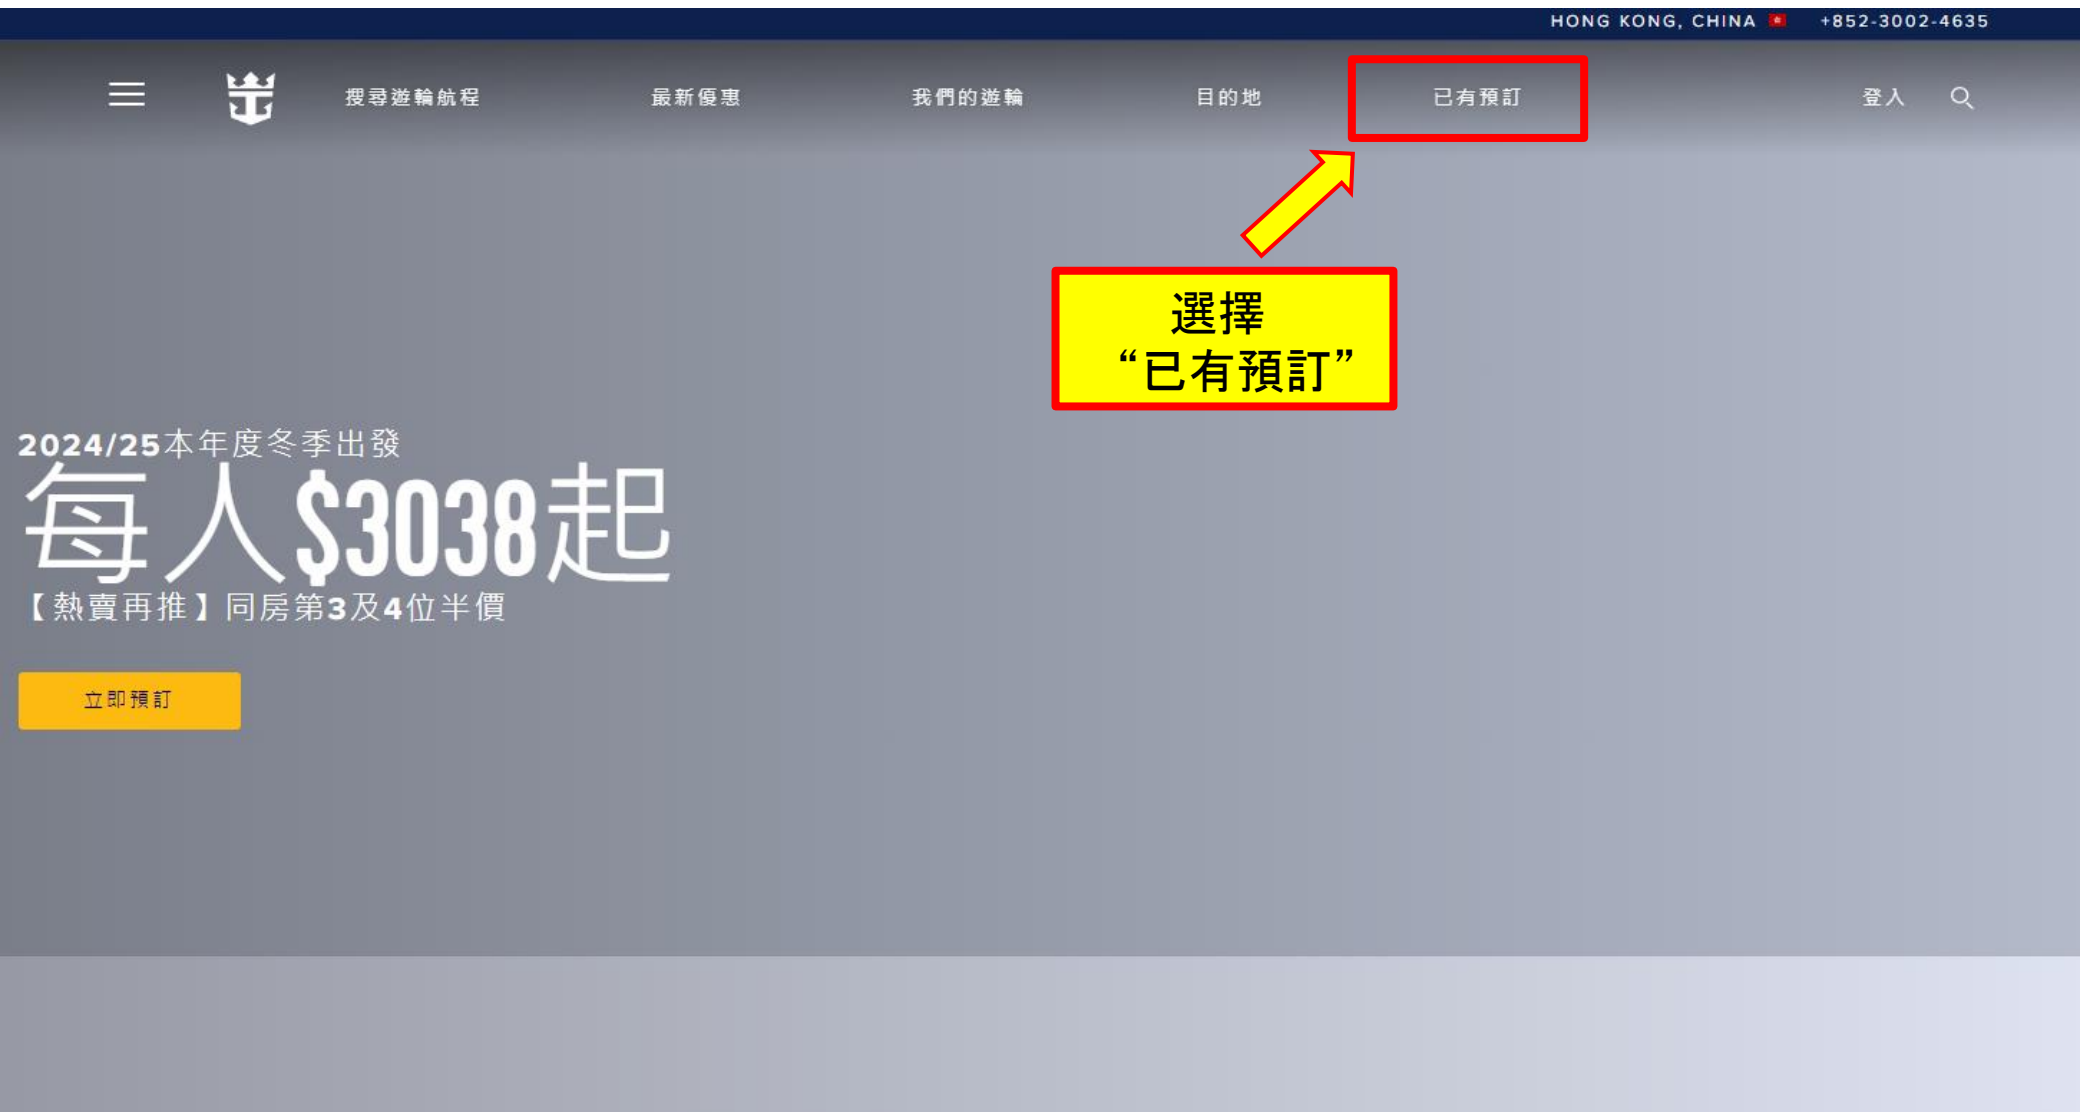 HONG KONG, CHINA +852-3002-4635
搜尋遊輪航程 最新優惠 我們的遊輪 目的地 已有預訂 登入
選擇
“已有預訂”
2024/25本年度冬季出發
每人$3038起
【熱賣再推】同房第3及4位半價
立即預訂